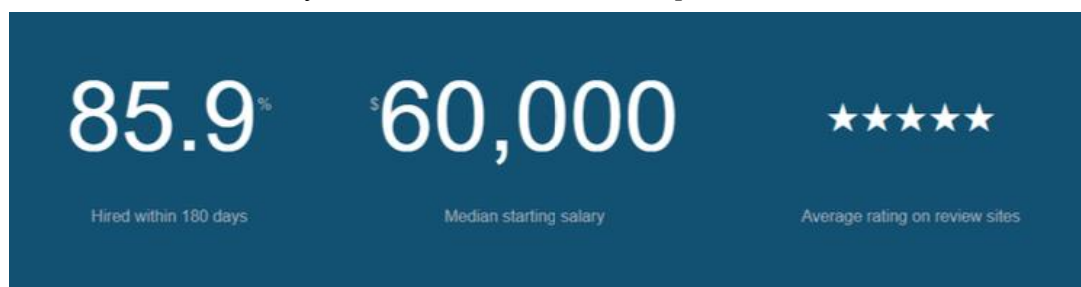 85.9%
$60,000
★★★★★
Hired within 180 days
Median starting salary
Average rating on review sites